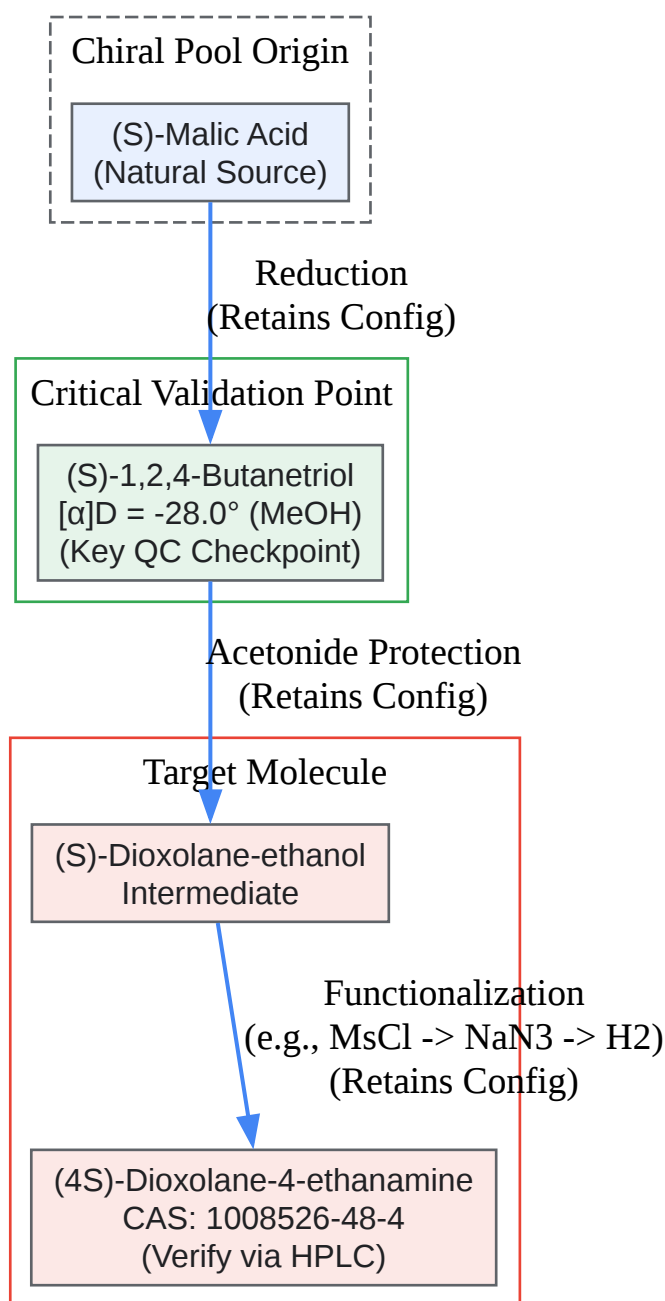 Chiral Pool Origin
(S)-Malic Acid
(Natural Source)
Reduction
(Retains Config)
Critical Validation Point
(S)-1,2,4-Butanetriol
[α]D = -28.0° (MeOH)
(Key QC Checkpoint)
Acetonide Protection
(Retains Config)
Target Molecule
(S)-Dioxolane-ethanol
Intermediate
Functionalization
(e.g., MsCl -> NaN3 -> H2)
(Retains Config)
(4S)-Dioxolane-4-ethanamine
CAS: 1008526-48-4
(Verify via HPLC)